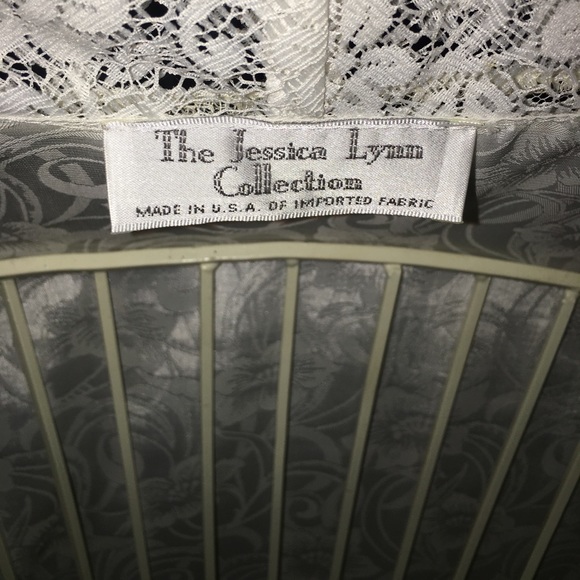 The Jessica Lynn
Collection
MADE IN U.S.A. OF IMPORTED FABRIC